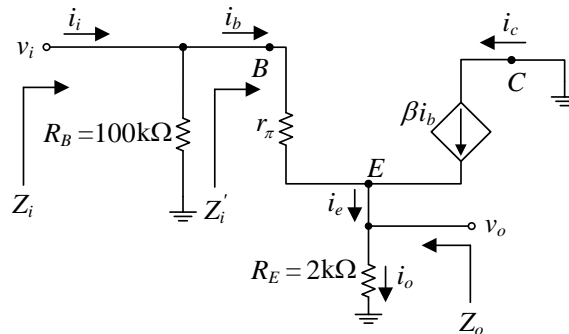 i_i
i_b
i_c
v_i
B
C
R_B = 100kΩ
r_π
βi_b
E
Z_i
Z_i'
i_e
v_o
R_E = 2kΩ
i_o
Z_o